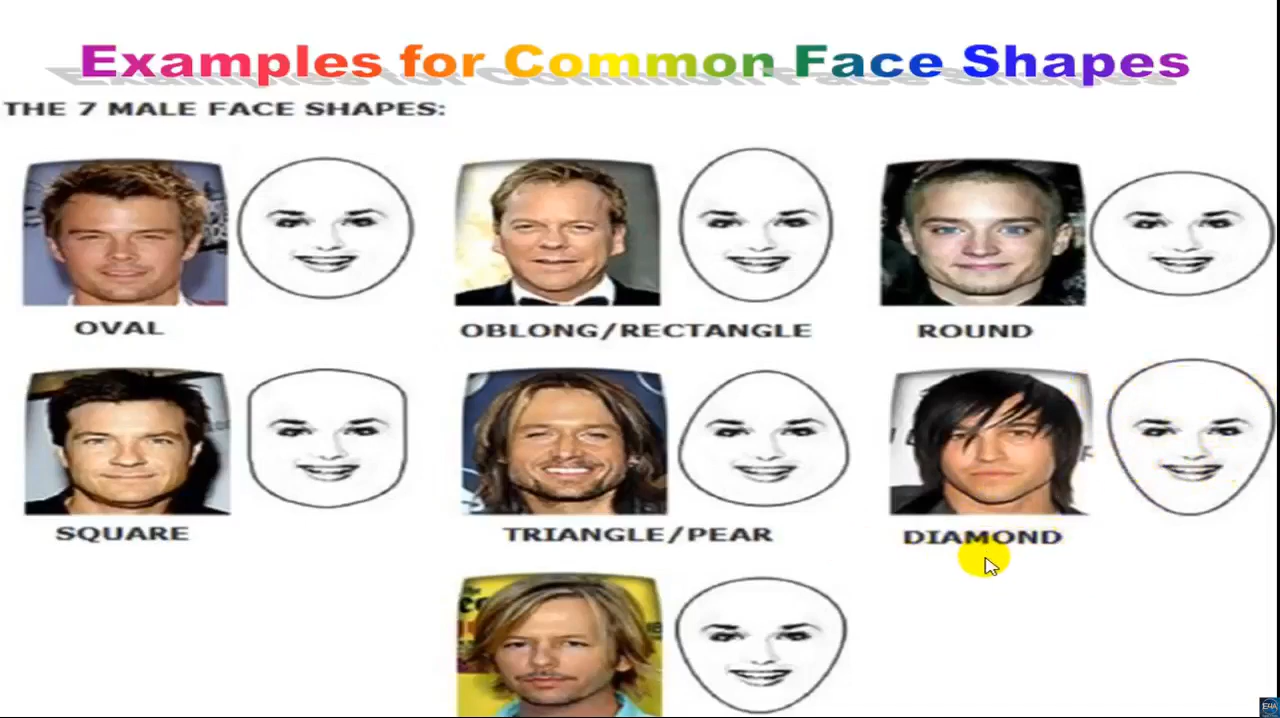 Examples for Common Face Shapes
THE 7 MALE FACE SHAPES:
OVAL
OBLONG/RECTANGLE
ROUND
SQUARE
TRIANGLE/PEAR
DIAMOND